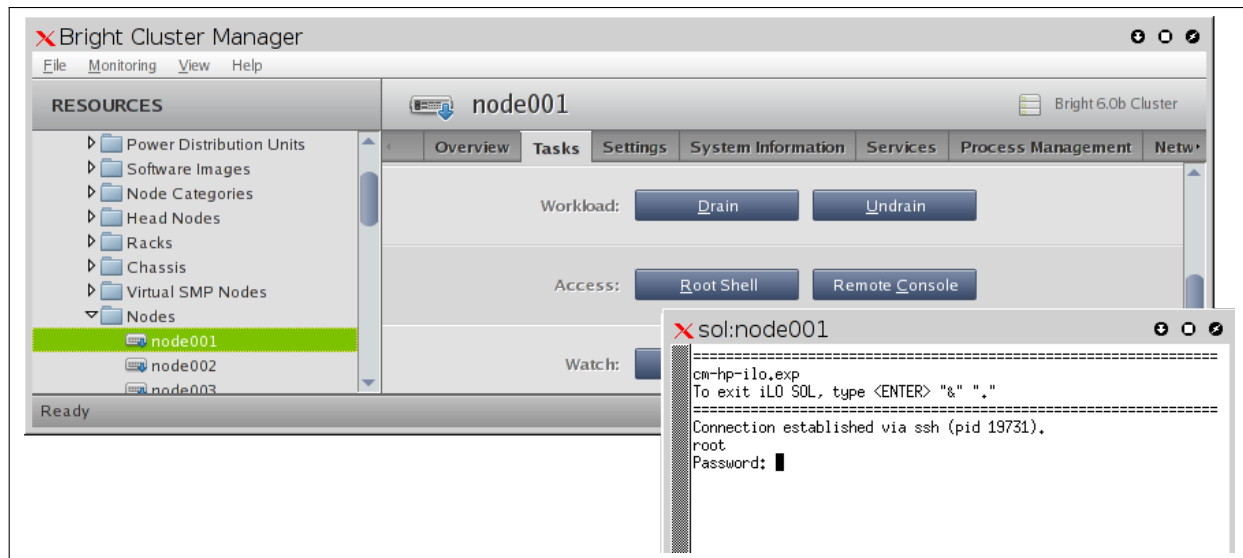 Bright Cluster Manager
File Monitoring View Help
RESOURCES
Power Distribution Units
Software Images
Node Categories
Head Nodes
Racks
Chassis
Virtual SMP Nodes
Nodes
node001
node002
node003
Ready
node001
Bright 6.0b Cluster
Overview Tasks Settings System Information Services Process Management Netw
Workload: Drain Undrain
Access: Root Shell Remote Console
Watch:
sol:node001
========================================================================
cm-hp-ilo.exp
To exit iLO SOL, type <ENTER> "&" "."
========================================================================
Connection established via ssh (pid 19731).
root
Password: